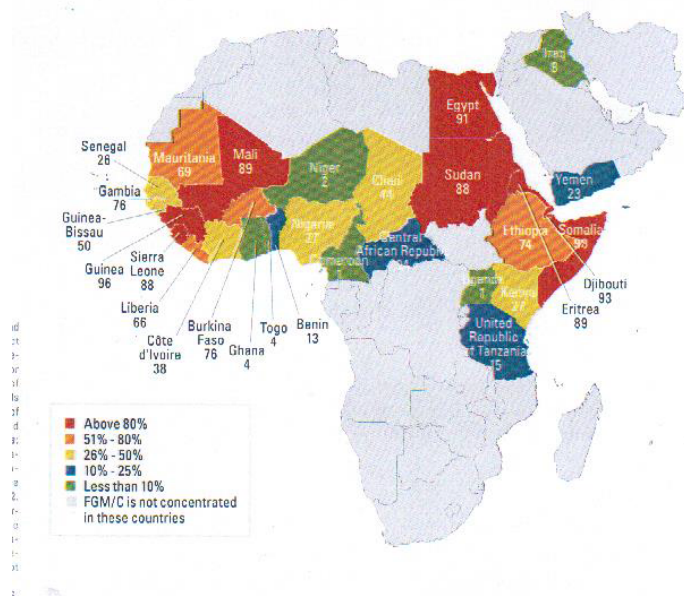 Iraq
8
Egypt
91
Senegal
26
Mauritania
69
Mali
89
Niger
2
Chad
44
Sudan
88
Yemen
23
Gambia
76
Guinea-
Bissau
50
Nigeria
27
Ethiopia
74
Somalia
98
Central
African Republic
Cameroon
1
Guinea
96
Sierra
Leone
88
Uganda
1
Kenya
27
Djibouti
93
Liberia
66
Eritrea
89
Côte
d'Ivoire
38
Burkina
Faso
76
Ghana
4
Togo
4
Benin
13
United
Republic
of Tanzania
15
Above 80%
51% - 80%
26% - 50%
10% - 25%
Less than 10%
FGM/C is not concentrated
in these countries